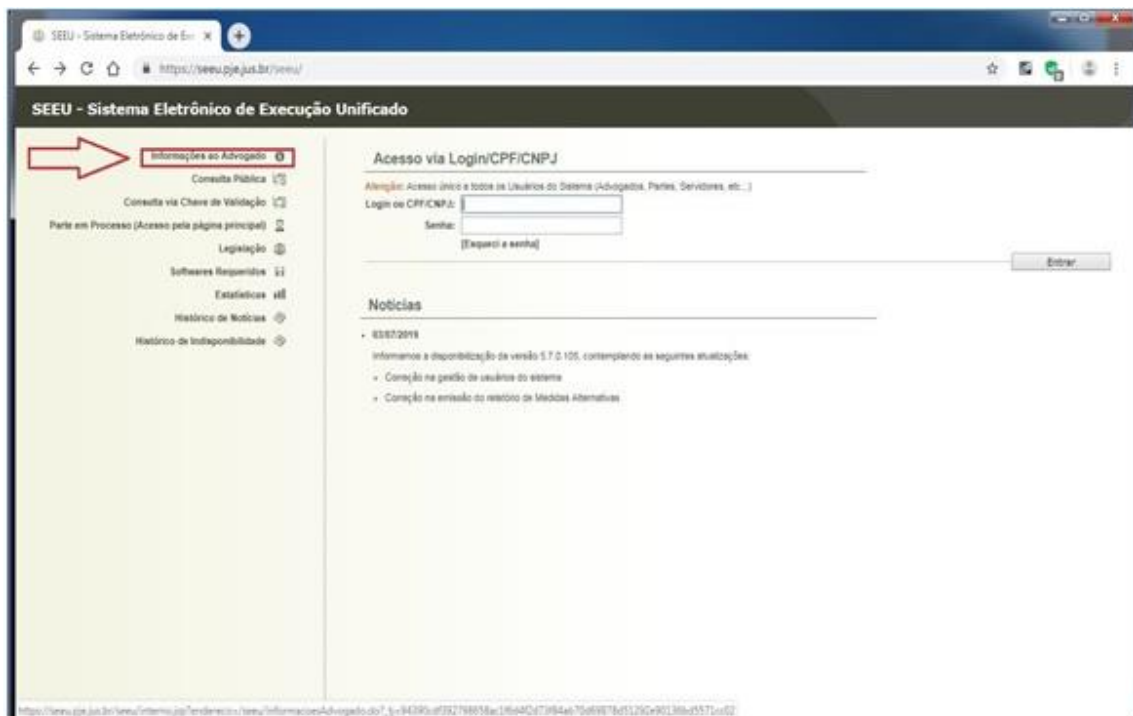 SEEU - Sistema Eletrônico de Ex
https://seeu.pje.jus.br/seeu/
SEEU - Sistema Eletrônico de Execução Unificado
Informações ao Advogado
Consulta Pública
Consulta via Chave de Validação
Parte em Processo (Acesso pela página principal)
Legislação
Softwares Requeridos
Estatísticas
Histórico de Notícias
Histórico de Indisponibilidade
Acesso via Login/CPF/CNPJ
Atenção: Acesso único a todos os Usuários do Sistema (Advogados, Partes, Servidores, etc...)
Login ou CPF/CNPJ:
Senha:
[Esqueci a senha]
Entrar
Notícias
03/07/2019
Informamos a disponibilização da versão 5.7.0.105, contemplando as seguintes atualizações:
Correção na gestão de usuários do sistema
Correção na emissão do relatório de Medidas Alternativas